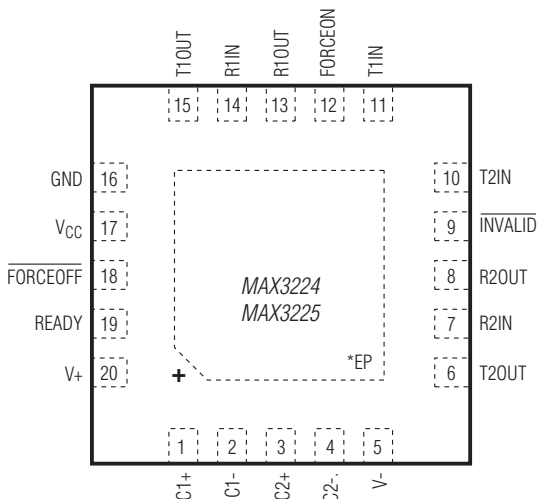 T1OUT
R1IN
R1OUT
FORCEON
T1IN
15
14
13
12
11
GND 16
10 T2IN
VCC 17
9 INVALID
FORCEOFF 18
8 R2OUT
MAX3224
MAX3225
READY 19
7 R2IN
V+ 20
*EP
6 T2OUT
+
1
2
3
4
5
C1+
C1-
C2+
C2-.
V-